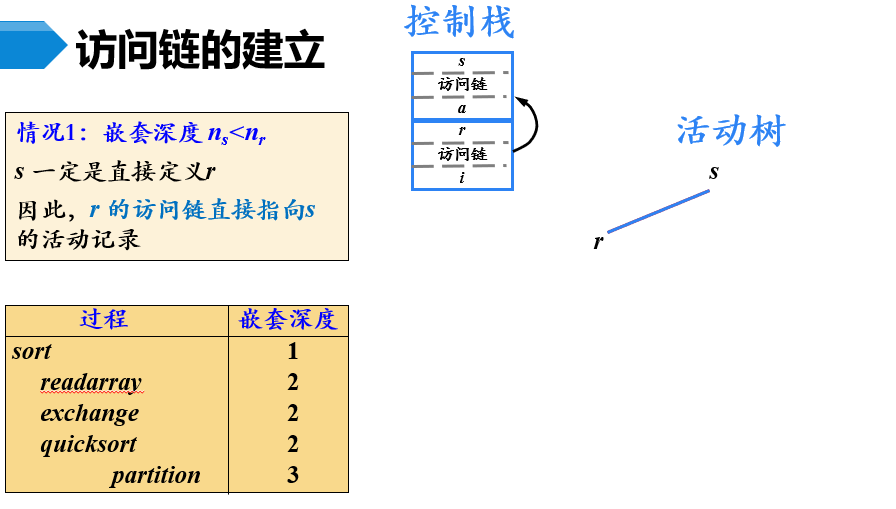 访问链的建立
情况1：嵌套深度 ns<nr
s 一定是直接定义r
因此，r 的访问链直接指向s
的活动记录
控制栈
s
访问链
a
r
访问链
i
活动树
s
r
过程 嵌套深度
sort 1
readarray 2
exchange 2
quicksort 2
partition 3